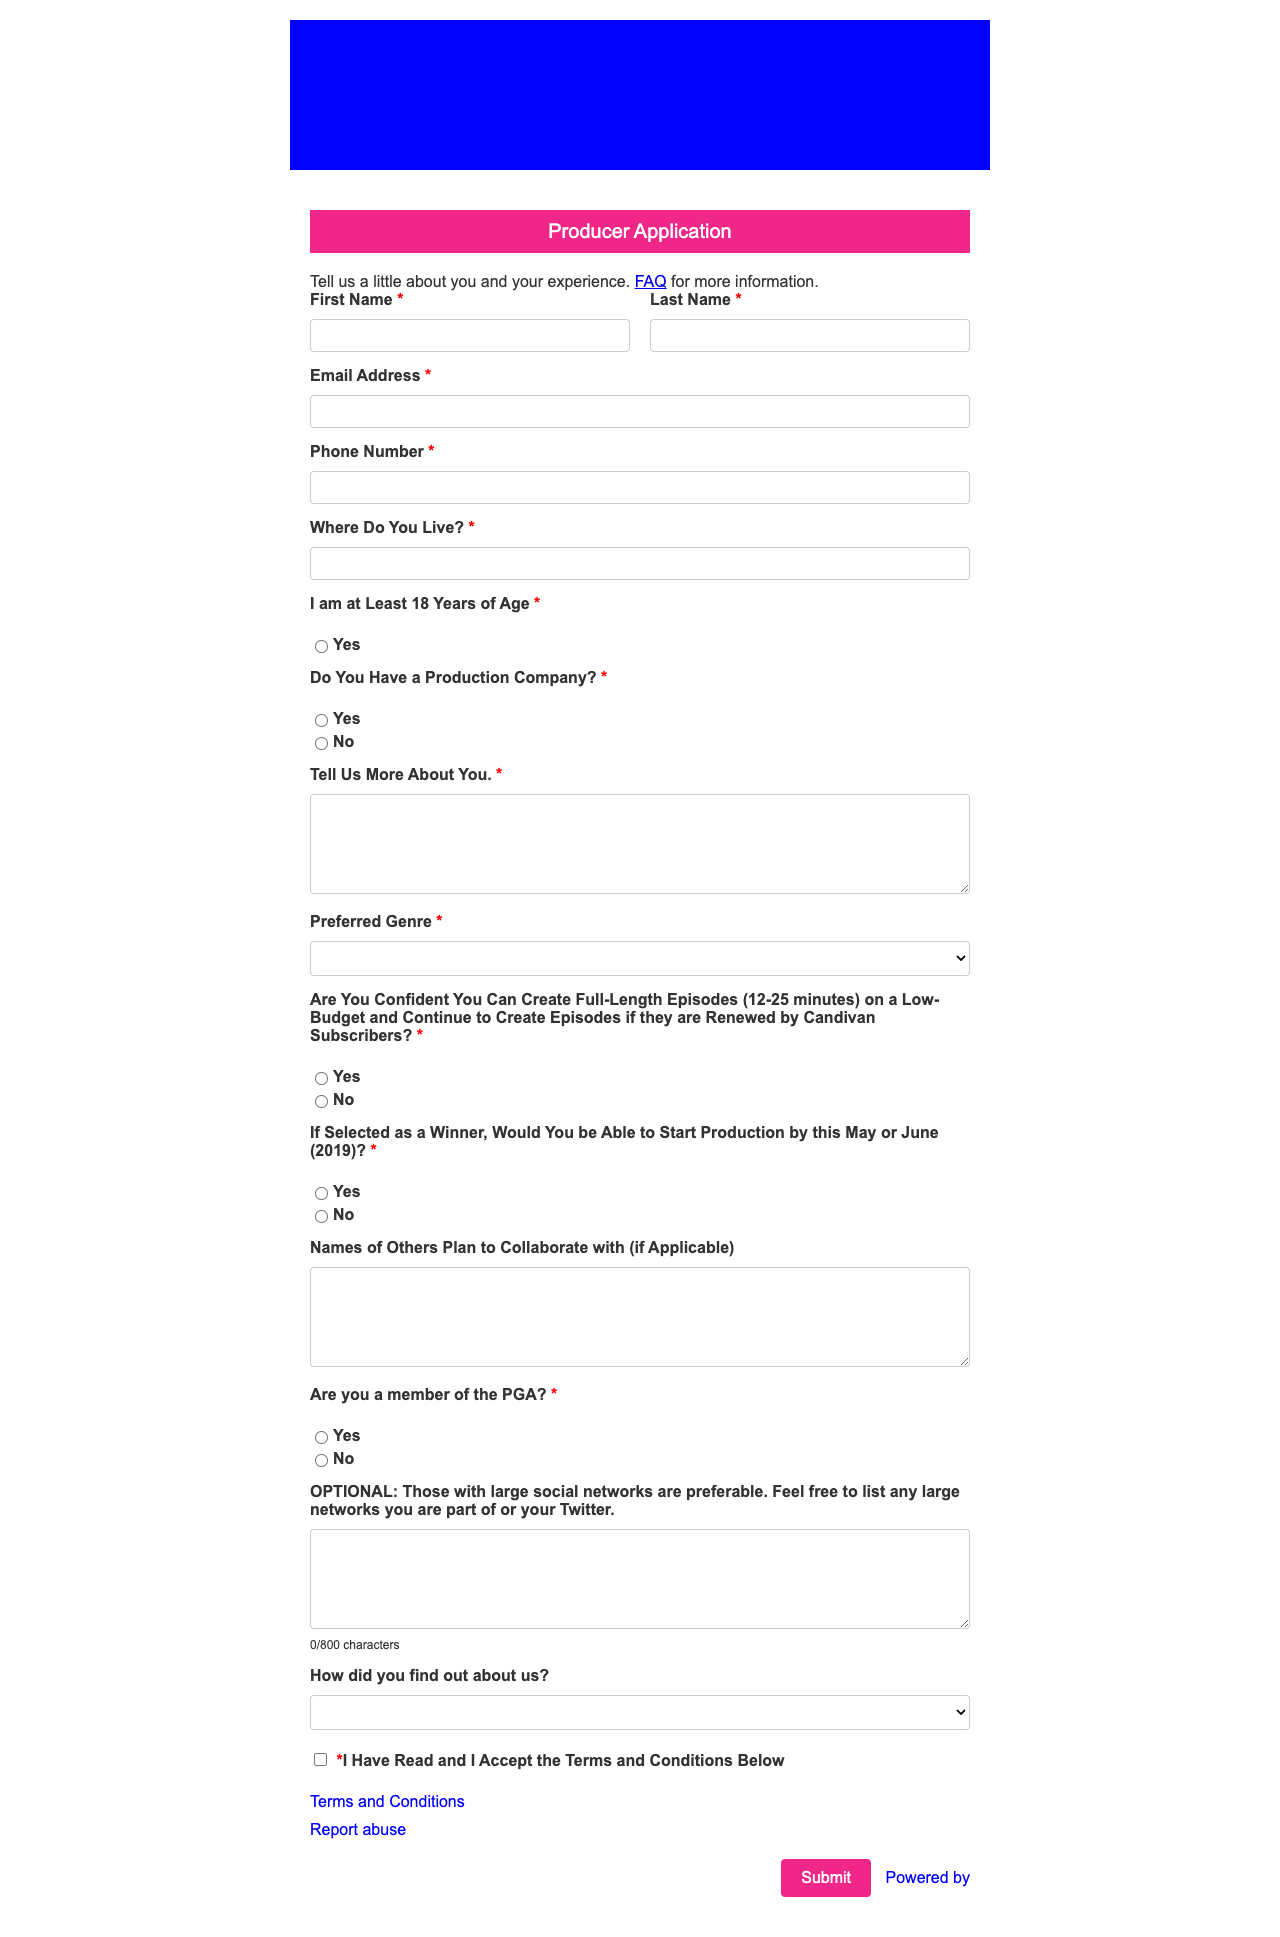 Producer Application
Tell us a little about you and your experience. FAQ for more information.
First Name *
Last Name *
Email Address *
Phone Number *
Where Do You Live? *
I am at Least 18 Years of Age *
Yes
Do You Have a Production Company? *
Yes
No
Tell Us More About You. *
Preferred Genre *
Are You Confident You Can Create Full-Length Episodes (12-25 minutes) on a Low-
Budget and Continue to Create Episodes if they are Renewed by Candivan
Subscribers? *
Yes
No
If Selected as a Winner, Would You be Able to Start Production by this May or June
(2019)? *
Yes
No
Names of Others Plan to Collaborate with (if Applicable)
Are you a member of the PGA? *
Yes
No
OPTIONAL: Those with large social networks are preferable. Feel free to list any large
networks you are part of or your Twitter.
0/800 characters
How did you find out about us?
*I Have Read and I Accept the Terms and Conditions Below
Terms and Conditions
Report abuse
Submit
Powered by